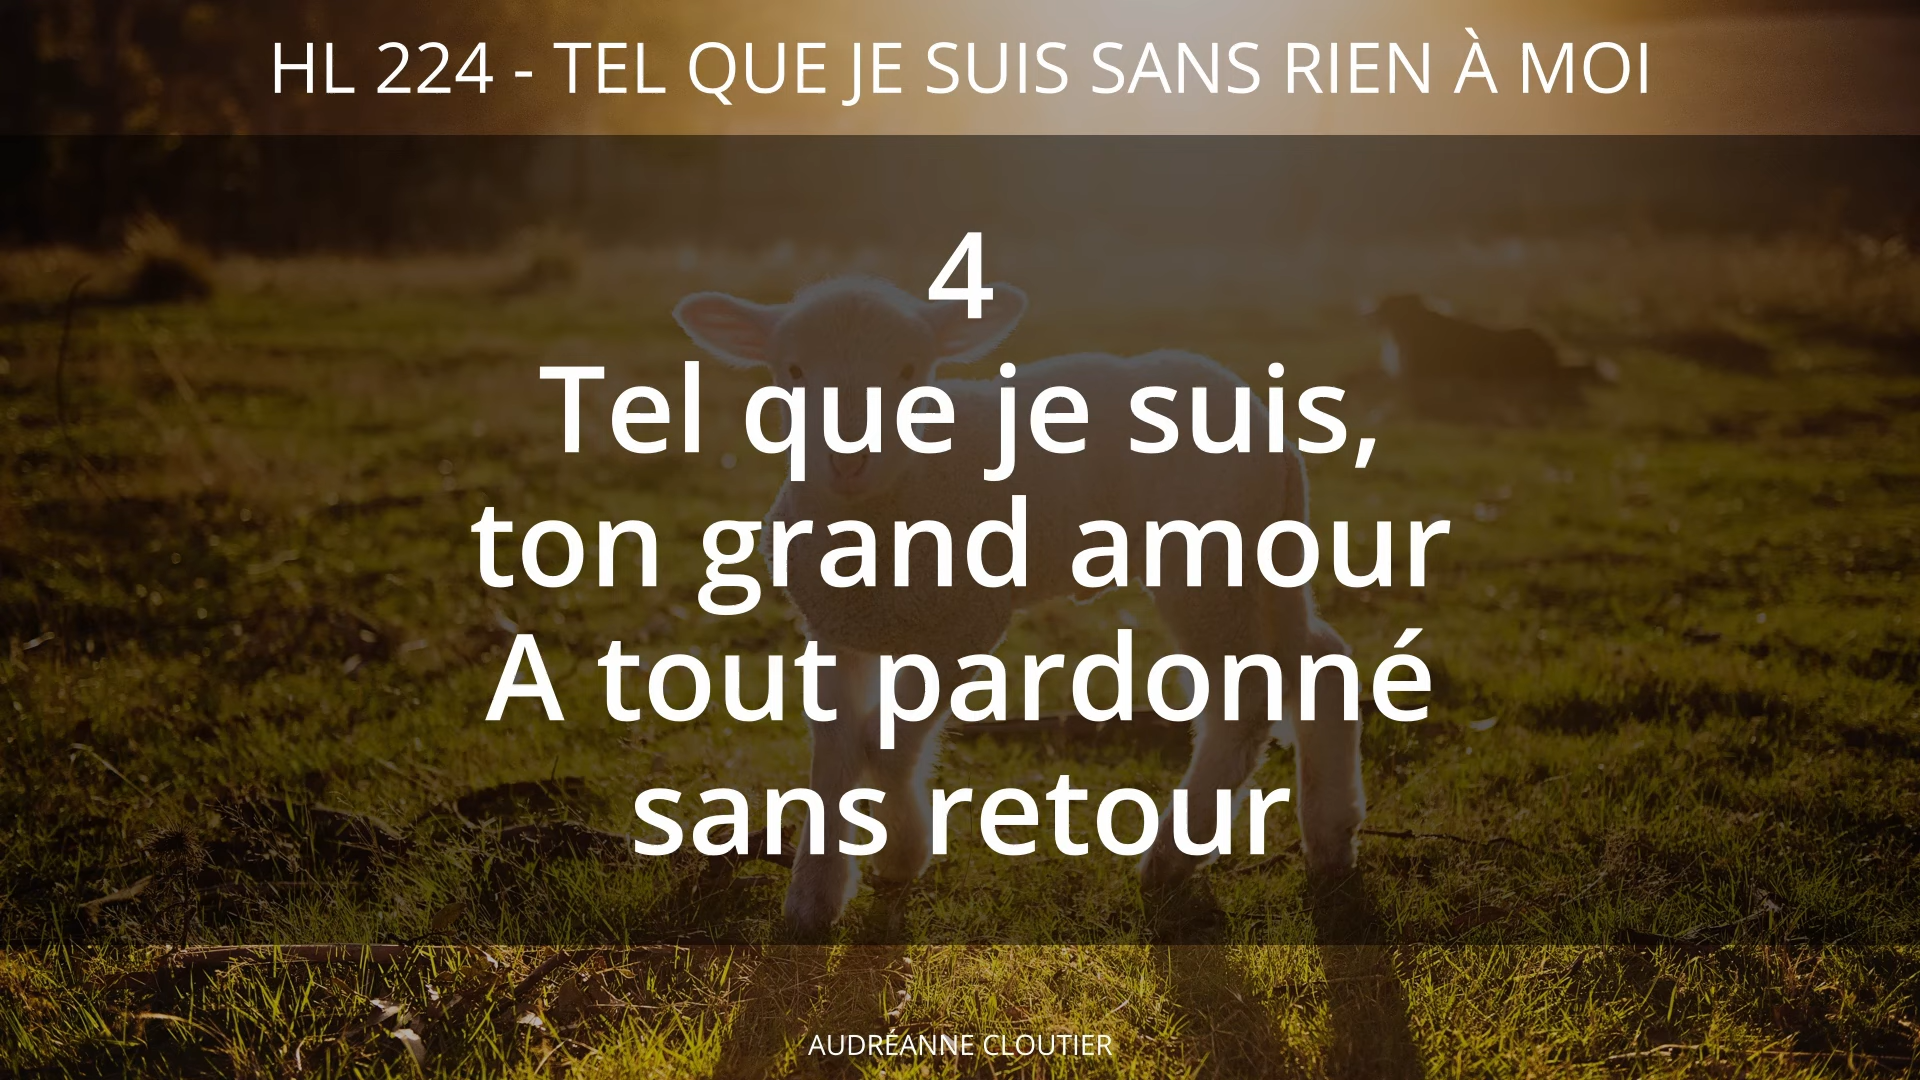 HL 224 - TEL QUE JE SUIS SANS RIEN À MOI
4
Tel que je suis,
ton grand amour
A tout pardonné
sans retour
AUDRÉANNE CLOUTIER